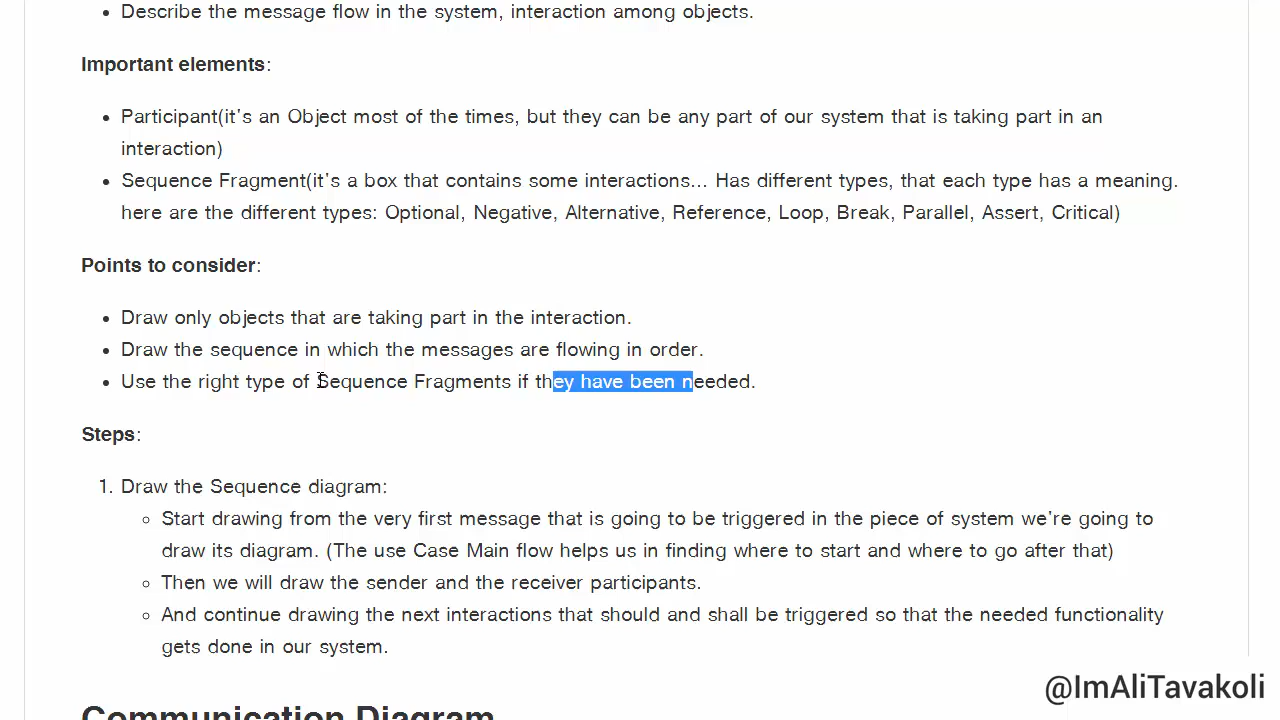 • Describe the message flow in the system, interaction among objects.
Important elements:
• Participant(it's an Object most of the times, but they can be any part of our system that is taking part in an
interaction)
• Sequence Fragment(it's a box that contains some interactions... Has different types, that each type has a meaning.
here are the different types: Optional, Negative, Alternative, Reference, Loop, Break, Parallel, Assert, Critical)
Points to consider:
• Draw only objects that are taking part in the interaction.
• Draw the sequence in which the messages are flowing in order.
• Use the right type of Sequence Fragments if they have been needed.
Steps:
1. Draw the Sequence diagram:
◦ Start drawing from the very first message that is going to be triggered in the piece of system we're going to
draw its diagram. (The use Case Main flow helps us in finding where to start and where to go after that)
◦ Then we will draw the sender and the receiver participants.
◦ And continue drawing the next interactions that should and shall be triggered so that the needed functionality
gets done in our system.
@ImAliTavakoli
Communication Diagram